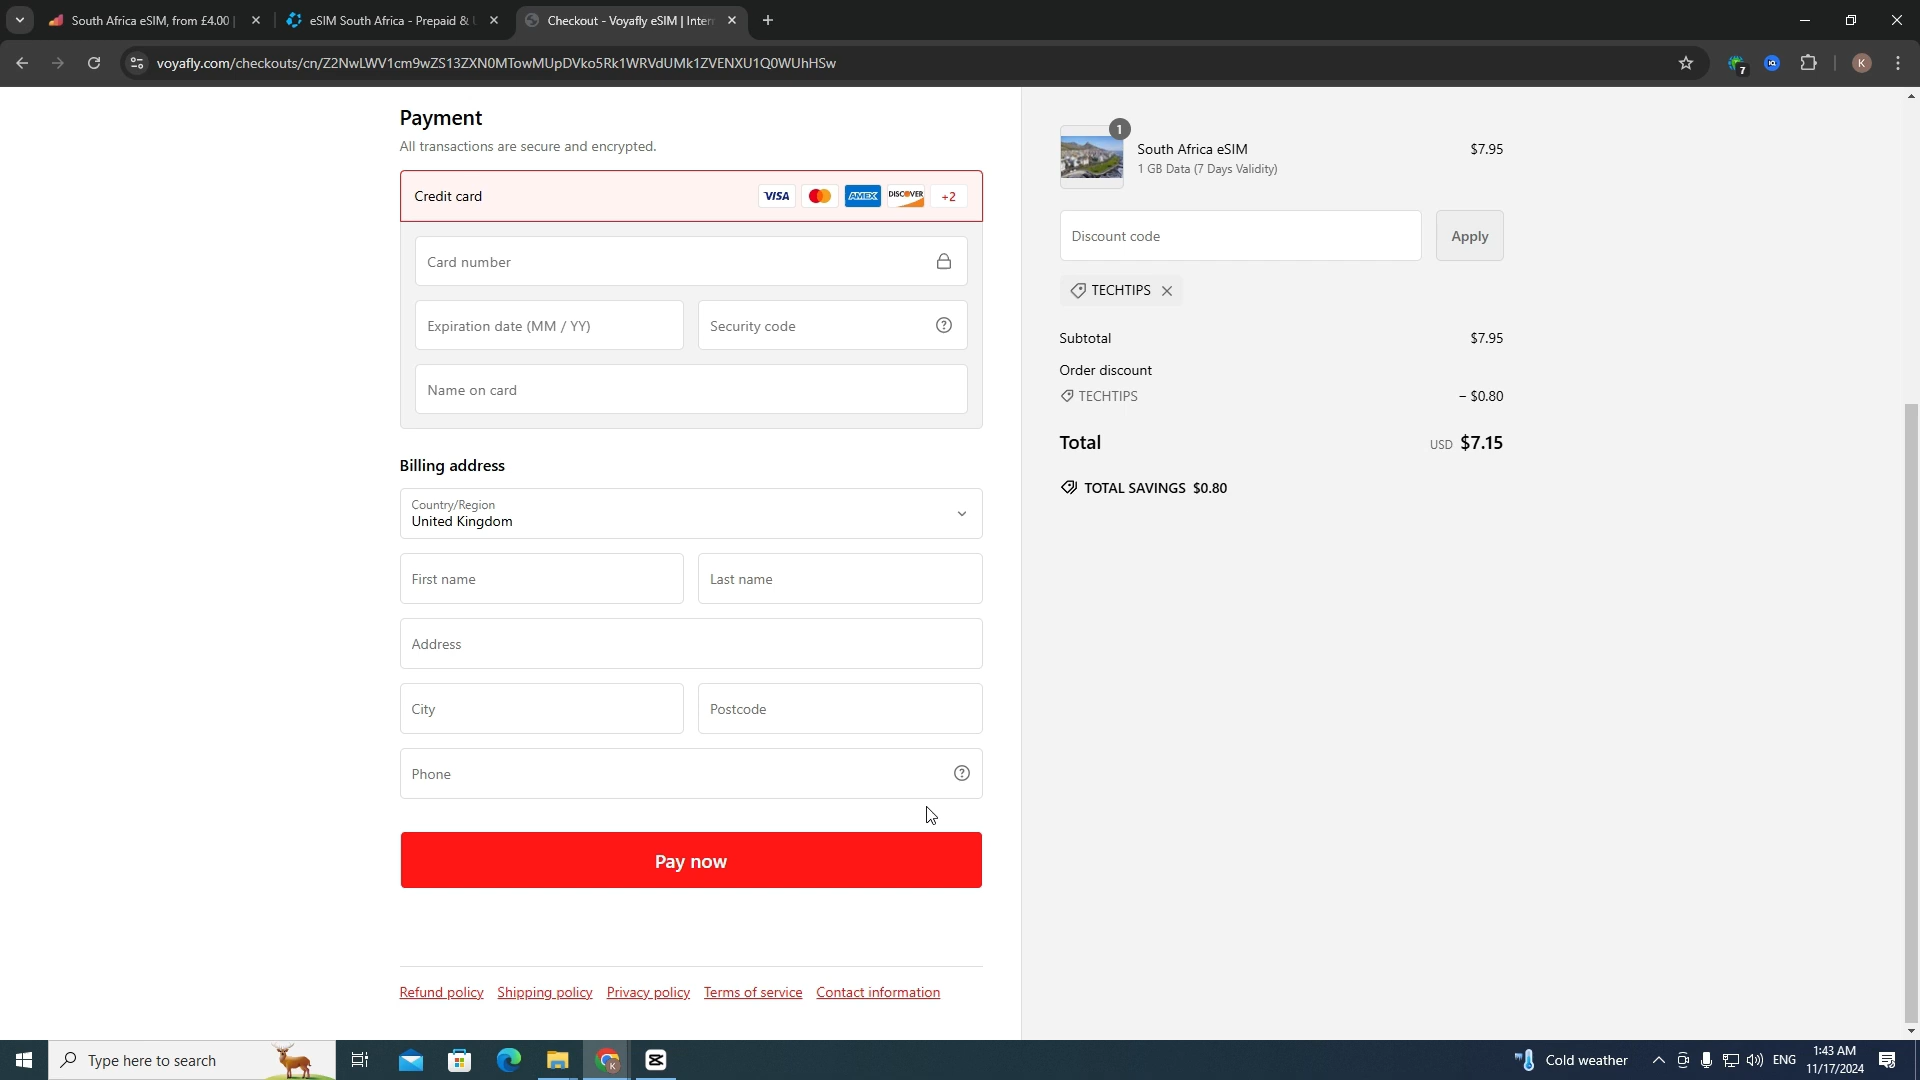 South Africa eSIM, from £4.00
eSIM South Africa - Prepaid & U
Checkout - Voyafly eSIM | Inter
voyafly.com/checkouts/cn/Z2NwLWV1cm9wZS13ZXN0MTowMUpDVko5Rk1WRVdUMk1ZVENXU1Q0WUhHSw
7
K
Payment
All transactions are secure and encrypted.
Credit card
VISA
AMEX
DISCOVER
+2
Card number
Expiration date (MM / YY)
Security code
Name on card
Billing address
Country/Region
United Kingdom
First name
Last name
Address
City
Postcode
Phone
Pay now
Refund policy Shipping policy Privacy policy Terms of service Contact information
1
South Africa eSIM $7.95
1 GB Data (7 Days Validity)
Discount code Apply
TECHTIPS
Subtotal $7.95
Order discount
TECHTIPS – $0.80
Total USD $7.15
TOTAL SAVINGS $0.80
Type here to search
Cold weather
ENG
1:43 AM
11/17/2024